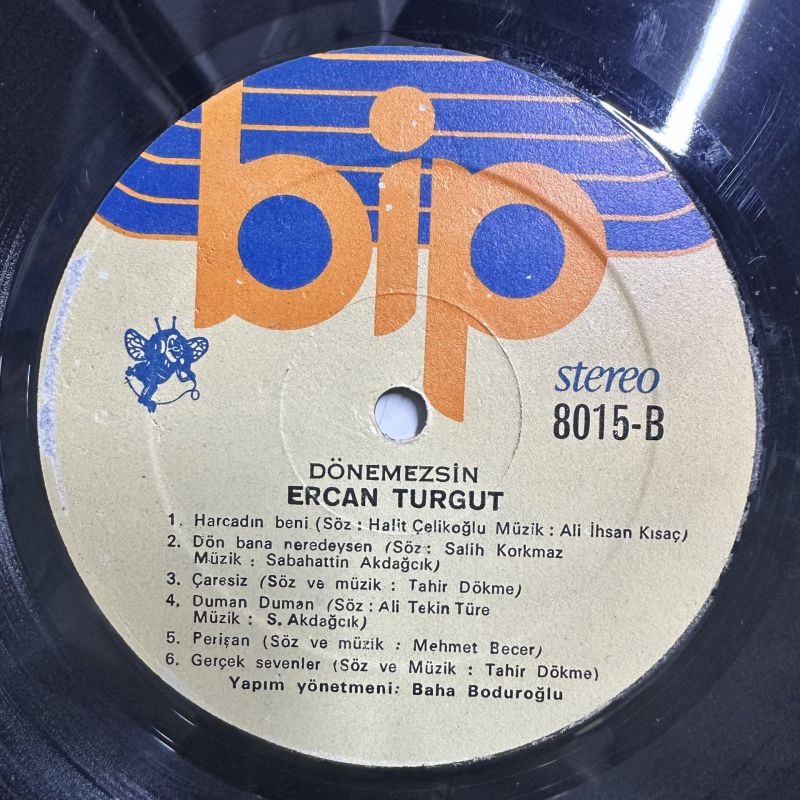 bip
stereo
8015-B
DÖNEMEZSİN
ERCAN TURGUT
1. Harcadın beni (Söz : Halit Çelikoğlu Müzik : Ali İhsan Kısaç)
2. Dön bana neredeysen (Söz : Salih Korkmaz
Müzik : Sabahattin Akdağcık)
3. Çaresiz (Söz ve müzik : Tahir Dökme)
4. Duman Duman (Söz : Ali Tekin Türe
Müzik : S. Akdağcık)
5. Perişan (Söz ve müzik : Mehmet Becer)
6. Gerçek sevenler (Söz ve Müzik : Tahir Dökme)
Yapım yönetmeni: Baha Boduroğlu